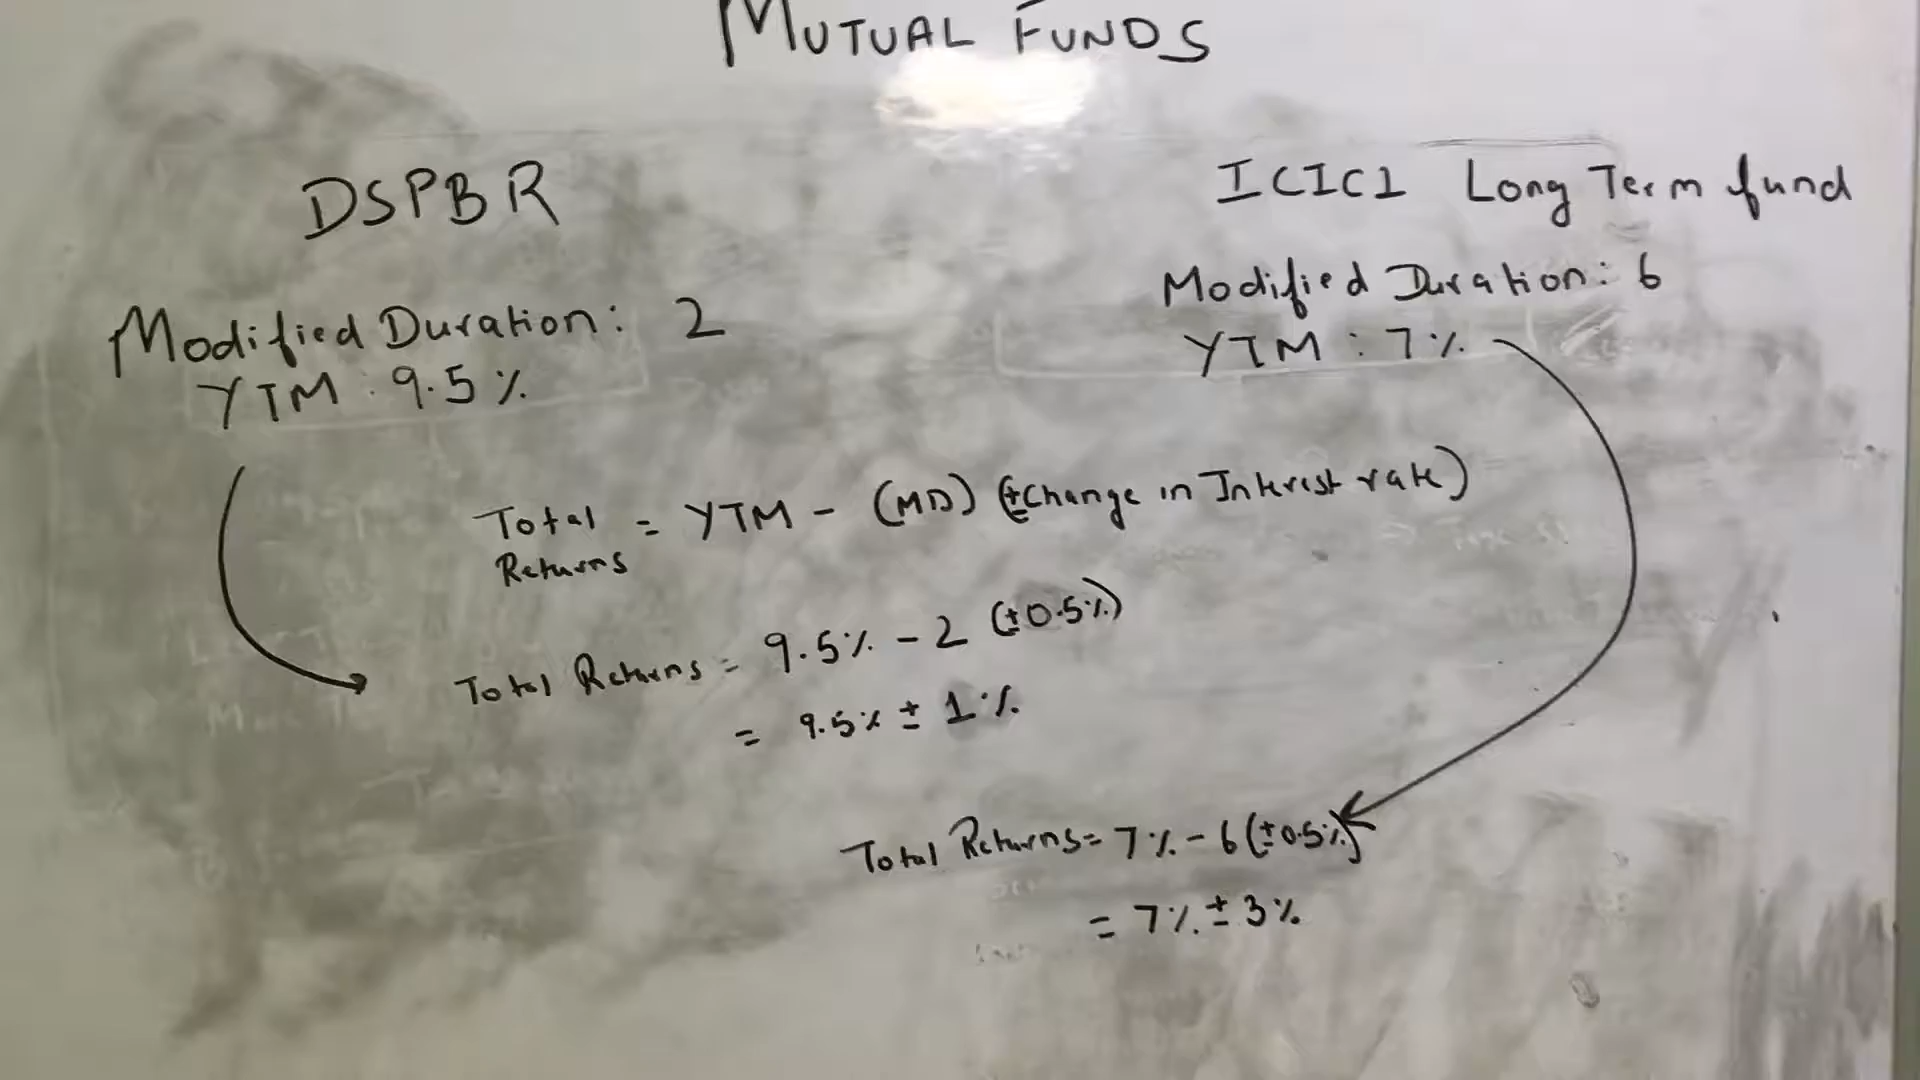 MUTUAL FUNDS
DSPBR
Modified Duration: 2
YTM : 9.5 %
ICICI Long Term fund
Modified Duration: 6
YTM : 7 %
Total Returns = YTM - (MD) (± Change in Interest rate)
Total Returns = 9.5% - 2 (±0.5%)
= 9.5% ± 1 %
Total Returns = 7% - 6 (±0.5%)
= 7% ± 3%